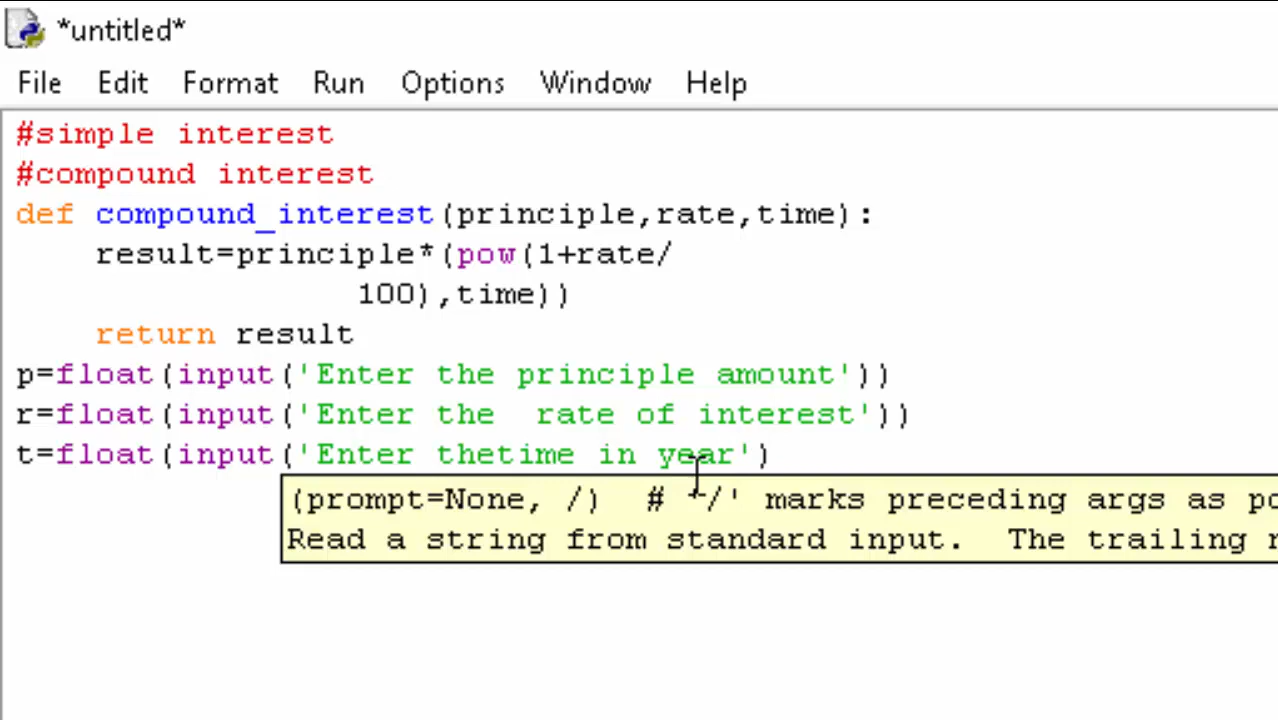 *untitled*
File Edit Format Run Options Window Help
#simple interest
#compound interest
def compound_interest(principle,rate,time):
    result=principle*(pow(1+rate/
                 100),time))
    return result
p=float(input('Enter the principle amount'))
r=float(input('Enter the  rate of interest'))
t=float(input('Enter thetime in year')
(prompt=None, /)  # '/' marks preceding args as po
Read a string from standard input.  The trailing